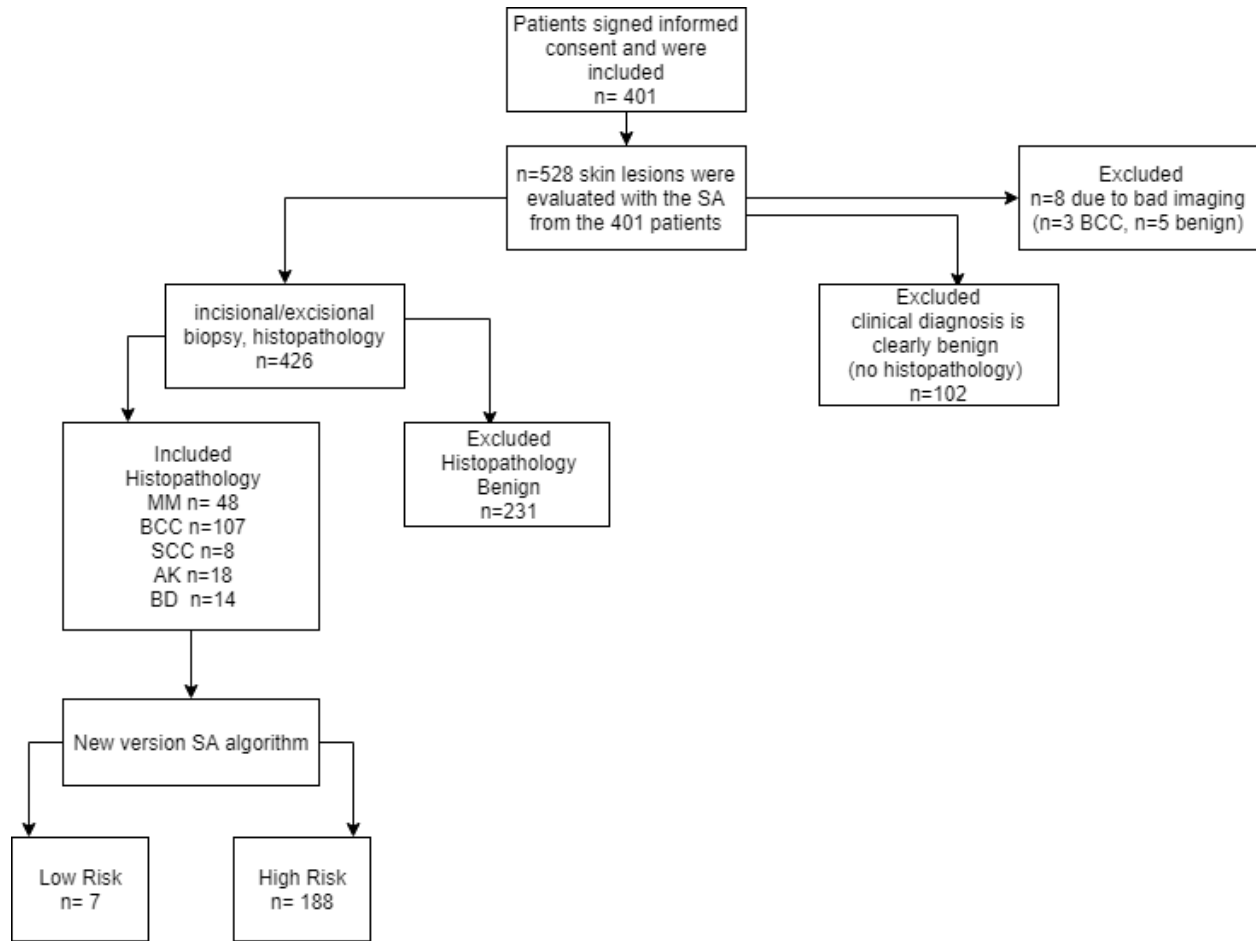 Patients signed informed
consent and were
included
n= 401
n=528 skin lesions were
evaluated with the SA
from the 401 patients
Excluded
n=8 due to bad imaging
(n=3 BCC, n=5 benign)
incisional/excisional
biopsy, histopathology
n=426
Excluded
clinical diagnosis is
clearly benign
(no histopathology)
n=102
Included
Histopathology
MM n= 48
BCC n=107
SCC n=8
AK n=18
BD n=14
Excluded
Histopathology
Benign
n=231
New version SA algorithm
Low Risk
n= 7
High Risk
n= 188